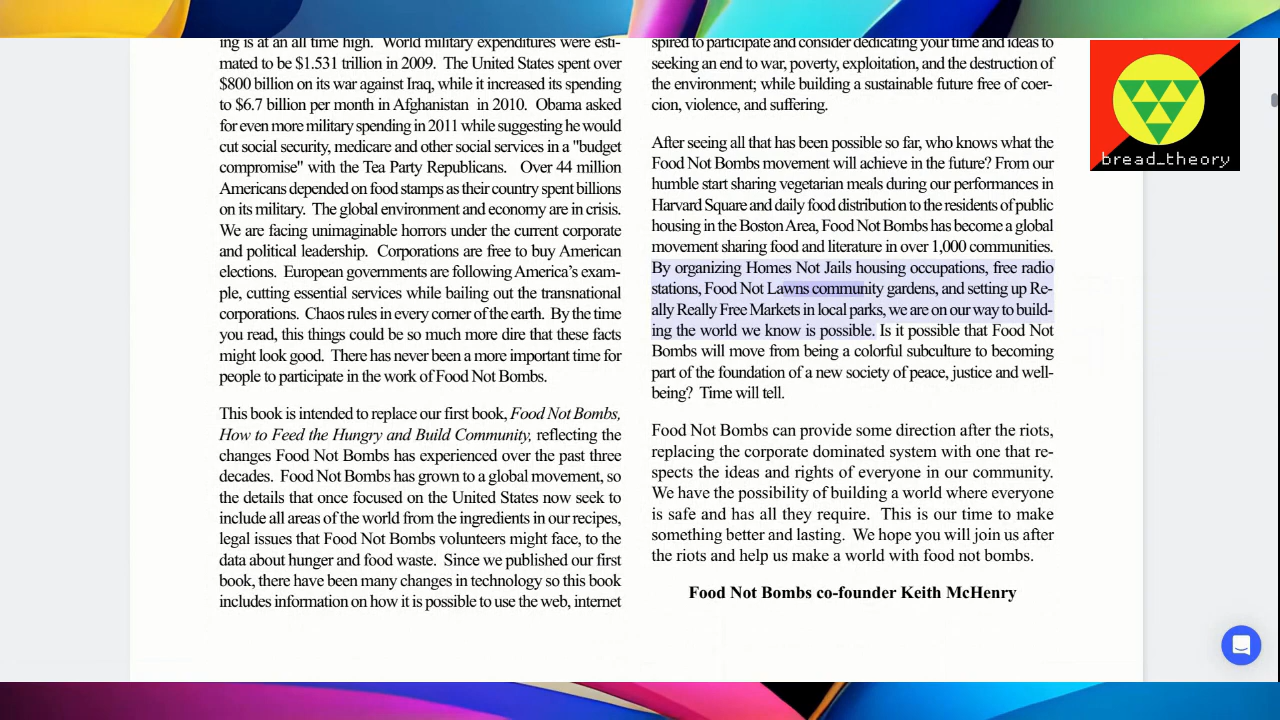 ing is at an all time high.  World military expenditures were esti-
mated to be $1.531 trillion in 2009.  The United States spent over
$800 billion on its war against Iraq, while it increased its spending
to $6.7 billion per month in Afghanistan  in 2010.  Obama asked
for even more military spending in 2011 while suggesting he would
cut social security, medicare and other social services in a "budget
compromise" with the Tea Party Republicans.   Over 44 million
Americans depended on food stamps as their country spent billions
on its military.  The global environment and economy are in crisis.
We are facing unimaginable horrors under the current corporate
and political leadership.  Corporations are free to buy American
elections.  European governments are following America's exam-
ple, cutting essential services while bailing out the transnational
corporations.  Chaos rules in every corner of the earth.  By the time
you read, this things could be so much more dire that these facts
might look good.  There has never been a more important time for
people to participate in the work of Food Not Bombs.
This book is intended to replace our first book, Food Not Bombs,
How to Feed the Hungry and Build Community, reflecting the
changes Food Not Bombs has experienced over the past three
decades.  Food Not Bombs has grown to a global movement, so
the details that once focused on the United States now seek to
include all areas of the world from the ingredients in our recipes,
legal issues that Food Not Bombs volunteers might face, to the
data about hunger and food waste.  Since we published our first
book, there have been many changes in technology so this book
includes information on how it is possible to use the web, internet
spired to participate and consider dedicating your time and ideas to
seeking an end to war, poverty, exploitation, and the destruction of
the environment; while building a sustainable future free of coer-
cion, violence, and suffering.
After seeing all that has been possible so far, who knows what the
Food Not Bombs movement will achieve in the future? From our
humble start sharing vegetarian meals during our performances in
Harvard Square and daily food distribution to the residents of public
housing in the Boston Area, Food Not Bombs has become a global
movement sharing food and literature in over 1,000 communities.
By organizing Homes Not Jails housing occupations, free radio
stations, Food Not Lawns community gardens, and setting up Re-
ally Really Free Markets in local parks, we are on our way to build-
ing the world we know is possible. Is it possible that Food Not
Bombs will move from being a colorful subculture to becoming
part of the foundation of a new society of peace, justice and well-
being?  Time will tell.
Food Not Bombs can provide some direction after the riots,
replacing the corporate dominated system with one that re-
spects the ideas and rights of everyone in our community.
We have the possibility of building a world where everyone
is safe and has all they require.  This is our time to make
something better and lasting.  We hope you will join us after
the riots and help us make a world with food not bombs.
Food Not Bombs co-founder Keith McHenry
bread_theory